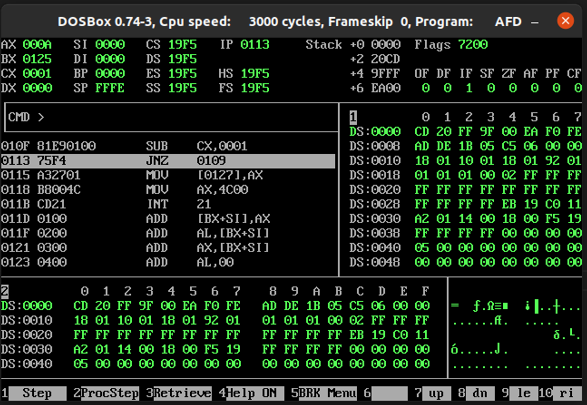 DOSBox 0.74-3, Cpu speed: 3000 cycles, Frameskip 0, Program: AFD
AX 000A SI 0000 CS 19F5 IP 0113 Stack +0 0000 Flags 7200
BX 0125 DI 0000 DS 19F5 +2 20CD
CX 0001 BP 0000 ES 19F5 HS 19F5 +4 9FFF OF DF IF SF ZF AF PF CF
DX 0000 SP FFFE SS 19F5 FS 19F5 +6 EA00 0 0 1 0 0 0 0 0
CMD >
1 0 1 2 3 4 5 6 7
DS:0000 CD 20 FF 9F 00 EA F0 FE
DS:0008 AD DE 1B 05 C5 06 00 00
DS:0010 18 01 10 01 18 01 92 01
DS:0018 01 01 01 00 02 FF FF FF
DS:0020 FF FF FF FF FF FF FF FF
DS:0028 FF FF FF FF EB 19 C0 11
DS:0030 A2 01 14 00 18 00 F5 19
DS:0038 FF FF FF FF 00 00 00 00
DS:0040 05 00 00 00 00 00 00 00
DS:0048 00 00 00 00 00 00 00 00
010F 81E90100 SUB CX,0001
0113 75F4 JNZ 0109
0115 A32701 MOV [0127],AX
0118 B8004C MOV AX,4C00
011B CD21 INT 21
011D 0100 ADD [BX+SI],AX
011F 0200 ADD AL,[BX+SI]
0121 0300 ADD AX,[BX+SI]
0123 0400 ADD AL,00
2 0 1 2 3 4 5 6 7 8 9 A B C D E F
DS:0000 CD 20 FF 9F 00 EA F0 FE AD DE 1B 05 C5 06 00 00
DS:0010 18 01 10 01 18 01 92 01 01 01 01 00 02 FF FF FF
DS:0020 FF FF FF FF FF FF FF FF FF FF FF FF EB 19 C0 11
DS:0030 A2 01 14 00 18 00 F5 19 FF FF FF FF 00 00 00 00
DS:0040 05 00 00 00 00 00 00 00 00 00 00 00 00 00 00 00
1 Step 2 ProcStep 3 Retrieve 4 Help ON 5 BRK Menu 6 7 up 8 dn 9 le 10 ri